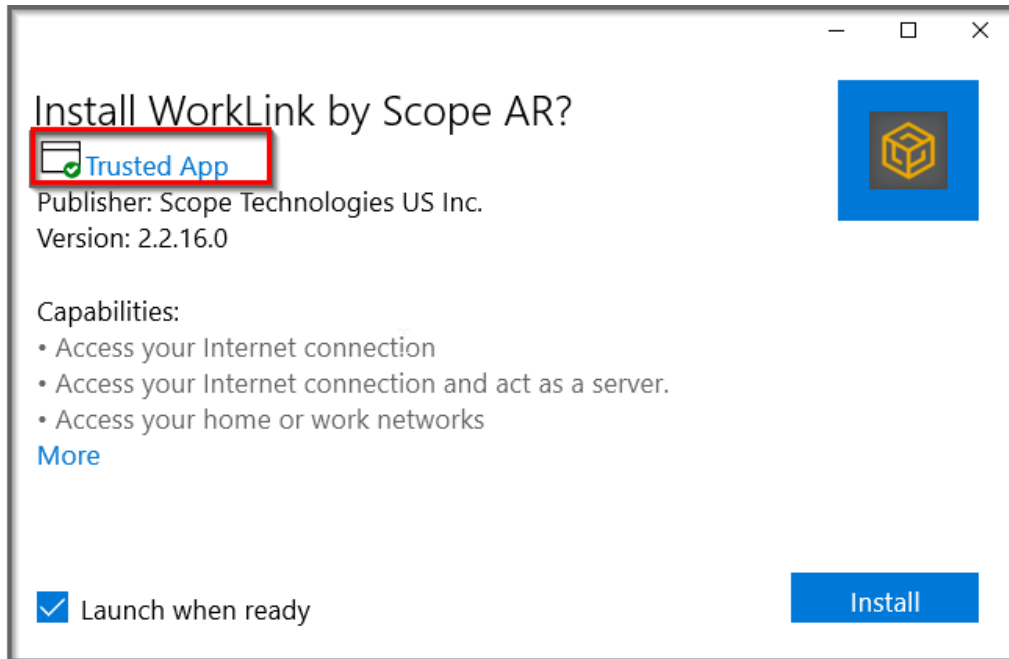 Install WorkLink by Scope AR?
Trusted App
Publisher: Scope Technologies US Inc.
Version: 2.2.16.0
Capabilities:
• Access your Internet connection
• Access your Internet connection and act as a server.
• Access your home or work networks
More
Launch when ready
Install